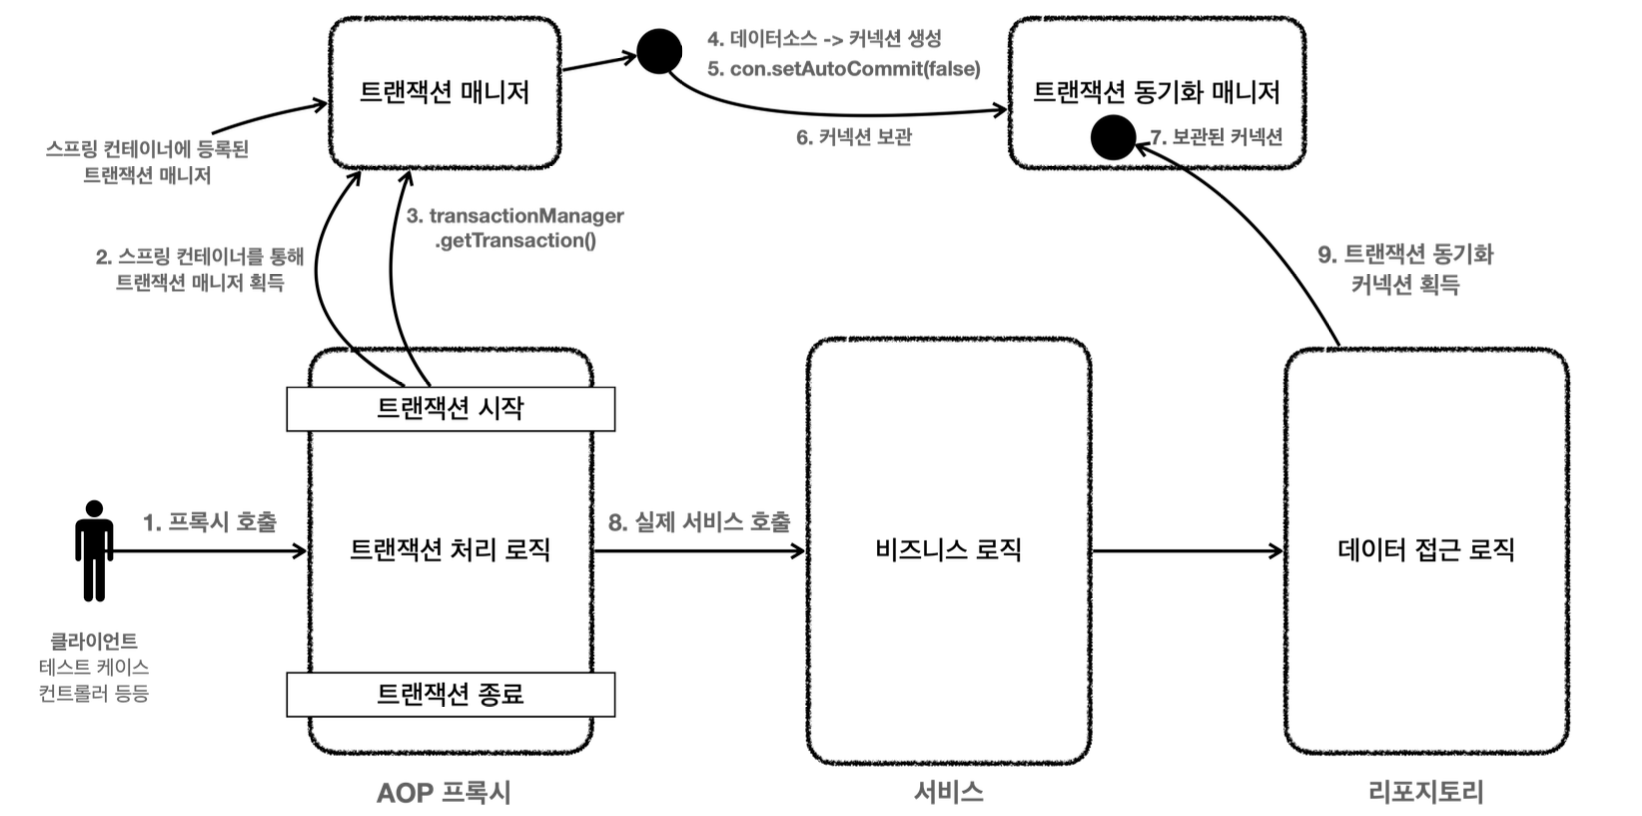 트랜잭션 매니저
4. 데이터소스 -> 커넥션 생성
5. con.setAutoCommit(false)
6. 커넥션 보관
트랜잭션 동기화 매니저
7. 보관된 커넥션
스프링 컨테이너에 등록된
트랜잭션 매니저
3. transactionManager
.getTransaction()
2. 스프링 컨테이너를 통해
트랜잭션 매니저 획득
9. 트랜잭션 동기화
커넥션 획득
트랜잭션 시작
1. 프록시 호출
트랜잭션 처리 로직
8. 실제 서비스 호출
비즈니스 로직
데이터 접근 로직
클라이언트
테스트 케이스
컨트롤러 등등
트랜잭션 종료
AOP 프록시
서비스
리포지토리